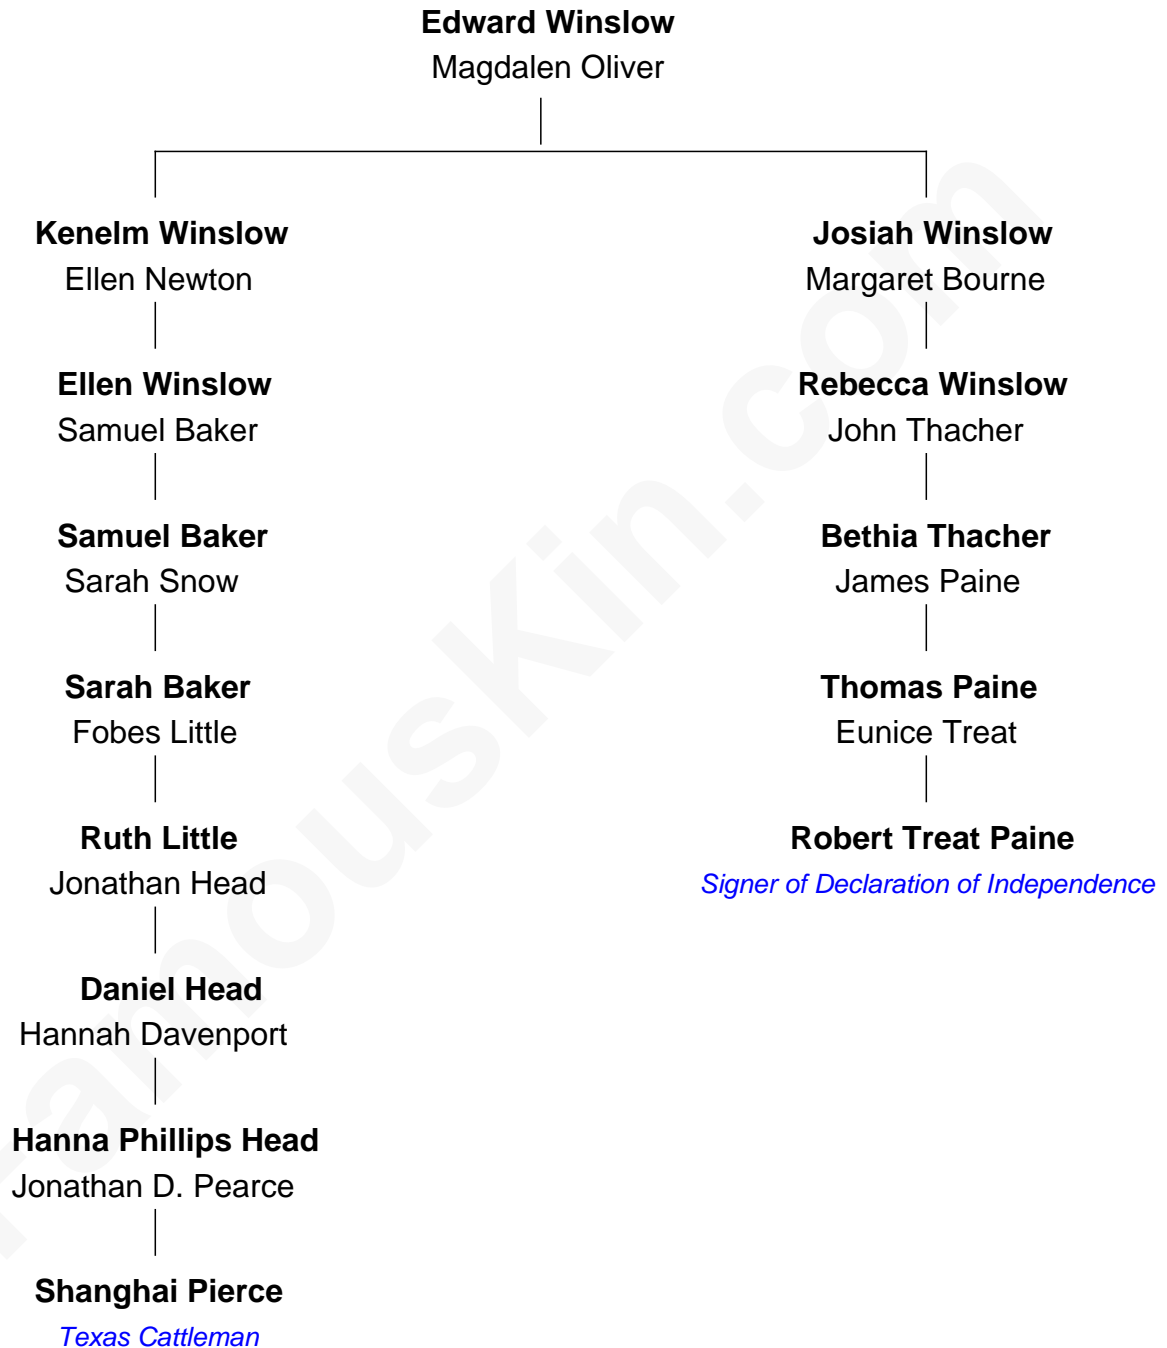 Edward Winslow
Magdalen Oliver
Kenelm Winslow
Ellen Newton
Josiah Winslow
Margaret Bourne
Ellen Winslow
Samuel Baker
Rebecca Winslow
John Thacher
Samuel Baker
Sarah Snow
Bethia Thacher
James Paine
Sarah Baker
Fobes Little
Thomas Paine
Eunice Treat
Ruth Little
Jonathan Head
Robert Treat Paine
Signer of Declaration of Independence
Daniel Head
Hannah Davenport
Hanna Phillips Head
Jonathan D. Pearce
Shanghai Pierce
Texas Cattleman
FamousKin.com